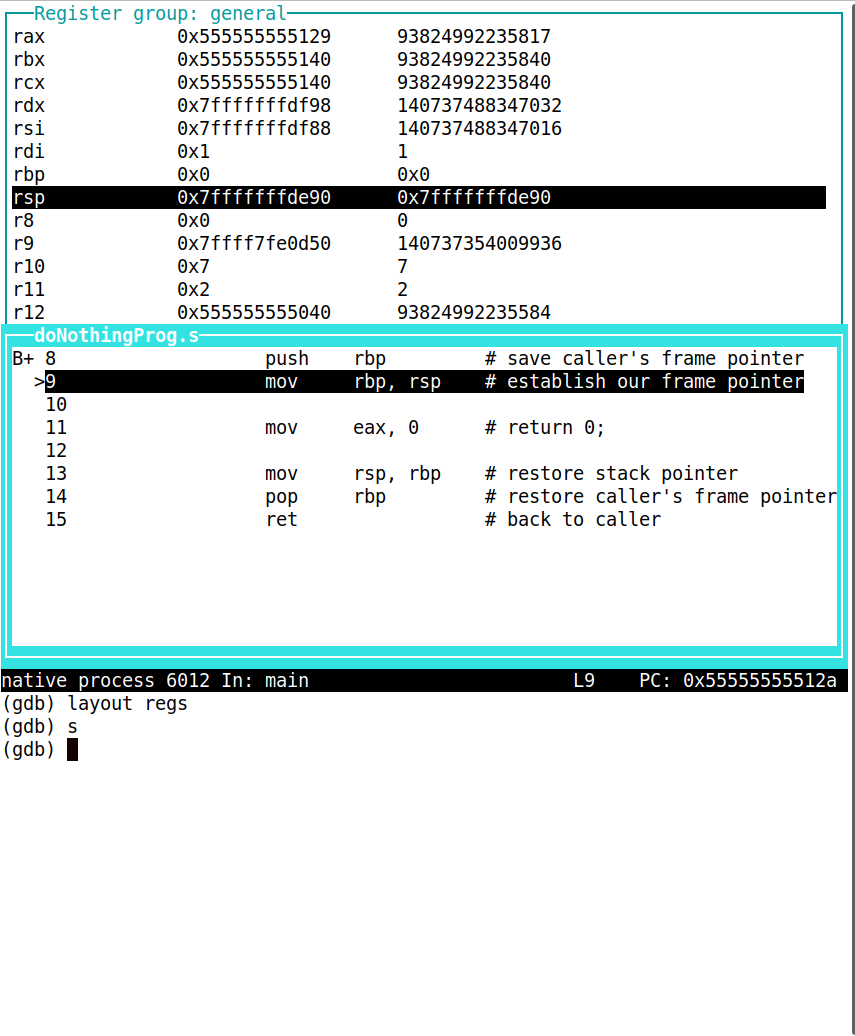 Register group: general
rax 0x555555555129 93824992235817
rbx 0x555555555140 93824992235840
rcx 0x555555555140 93824992235840
rdx 0x7fffffffdf98 140737488347032
rsi 0x7fffffffdf88 140737488347016
rdi 0x1 1
rbp 0x0 0x0
rsp 0x7fffffffde90 0x7fffffffde90
r8 0x0 0
r9 0x7ffff7fe0d50 140737354009936
r10 0x7 7
r11 0x2 2
r12 0x555555555040 93824992235584
doNothingProg.s
B+ 8 push rbp # save caller's frame pointer
>9 mov rbp, rsp # establish our frame pointer
10
11 mov eax, 0 # return 0;
12
13 mov rsp, rbp # restore stack pointer
14 pop rbp # restore caller's frame pointer
15 ret # back to caller
native process 6012 In: main L9 PC: 0x55555555512a
(gdb) layout regs
(gdb) s
(gdb)